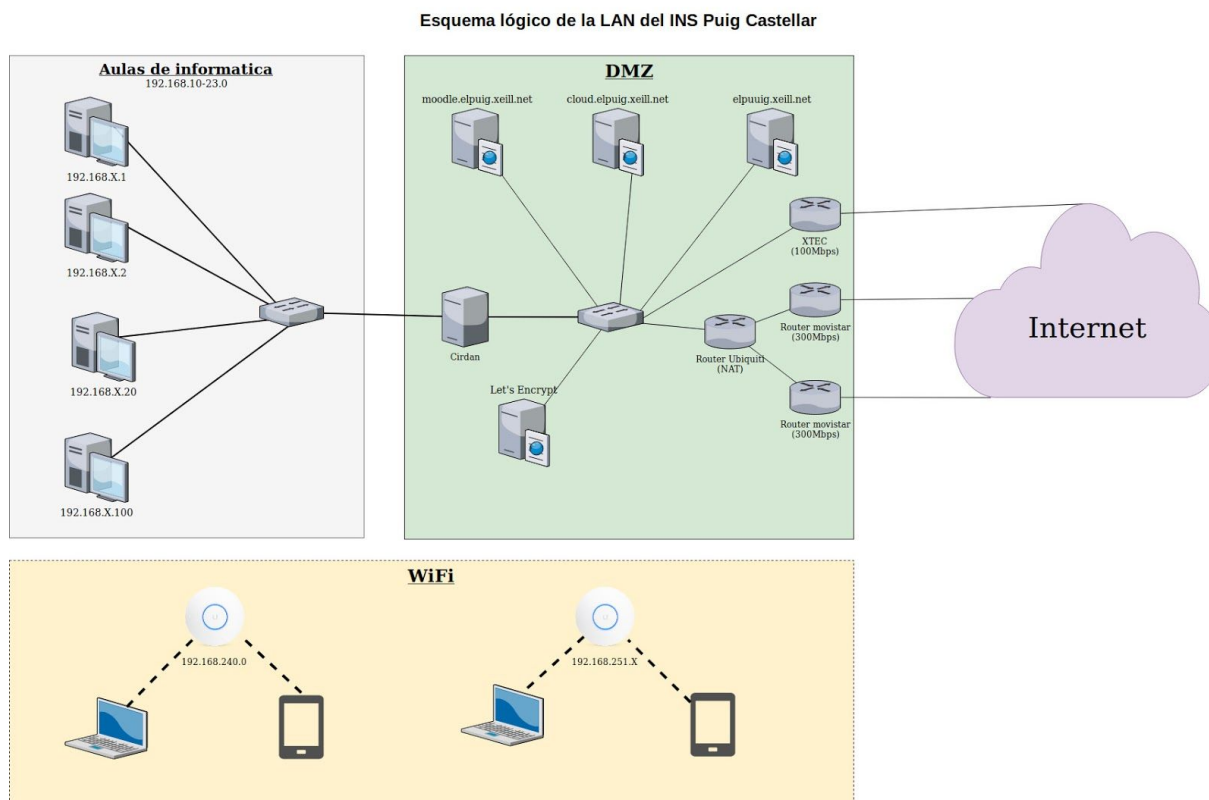 Esquema lógico de la LAN del INS Puig Castellar
Aulas de informatica
192.168.10-23.0
192.168.X.1
192.168.X.2
192.168.X.20
192.168.X.100
DMZ
moodle.elpuig.xeill.net
cloud.elpuig.xeill.net
elpuuig.xeill.net
XTEC
(100Mbps)
Cirdan
Router Ubiquiti
(NAT)
Router movistar
(300Mbps)
Let's Encrypt
Router movistar
(300Mbps)
Internet
WiFi
192.168.240.0
192.168.251.X